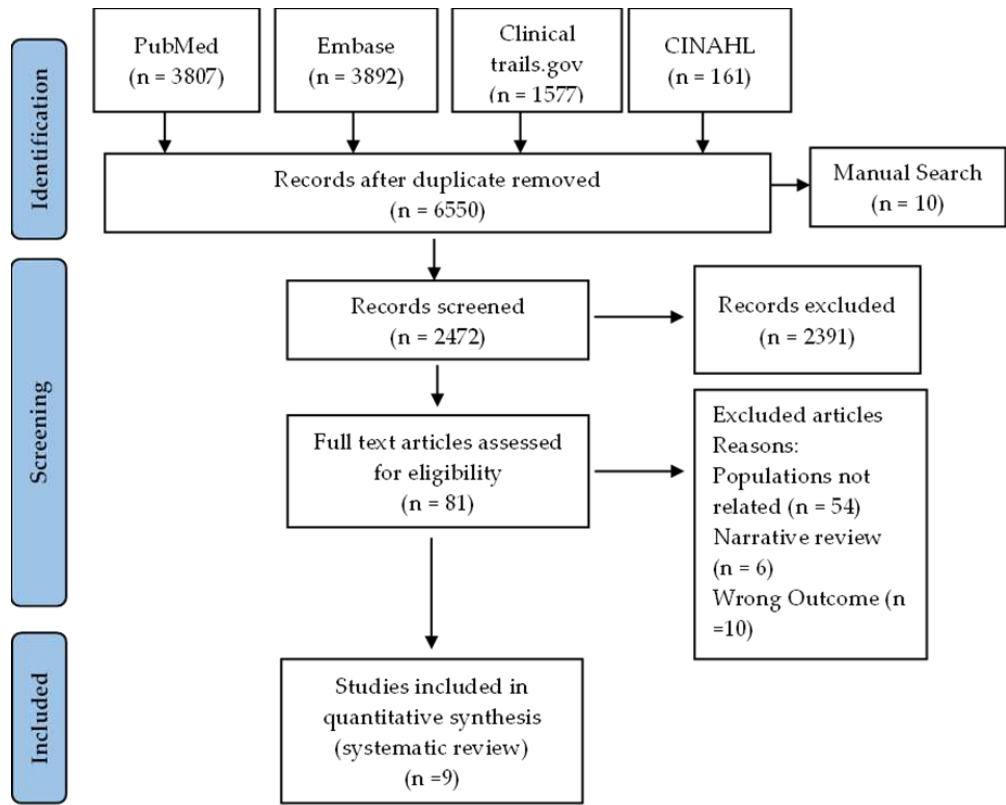 Identification
PubMed
(n = 3807)
Embase
(n = 3892)
Clinical
trails.gov
(n = 1577)
CINAHL
(n = 161)
Records after duplicate removed
(n = 6550)
Manual Search
(n = 10)
Screening
Records screened
(n = 2472)
Records excluded
(n = 2391)
Full text articles assessed
for eligibility
(n = 81)
Excluded articles
Reasons:
Populations not
related (n = 54)
Narrative review
(n = 6)
Wrong Outcome (n
=10)
Included
Studies included in
quantitative synthesis
(systematic review)
(n =9)